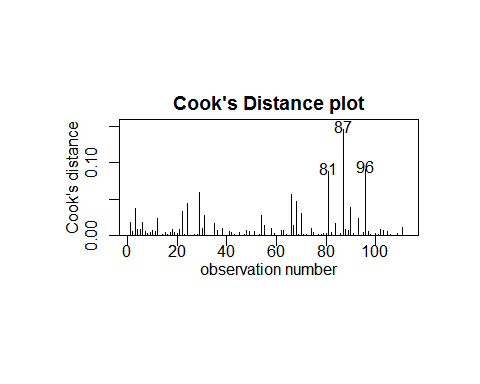 Cook's Distance plot
Cook's distance
0.00 0.10
87
81
96
0 20 40 60 80 100
observation number